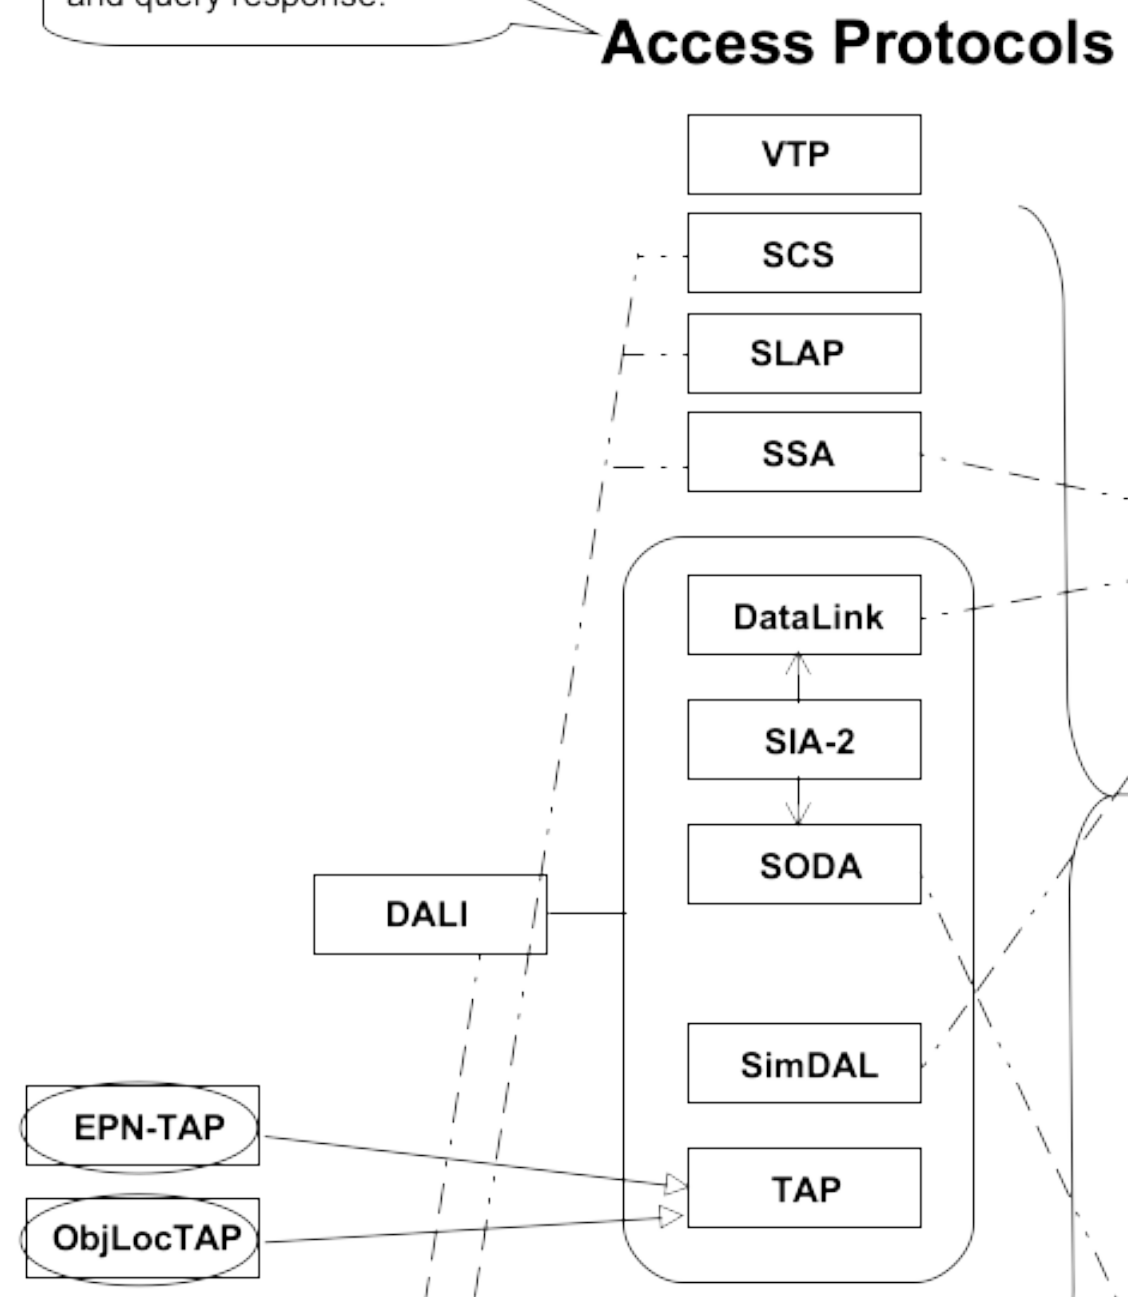 and query response.
Access Protocols
VTP
SCS
SLAP
SSA
DataLink
SIA-2
SODA
DALI
SimDAL
EPN-TAP
TAP
ObjLocTAP